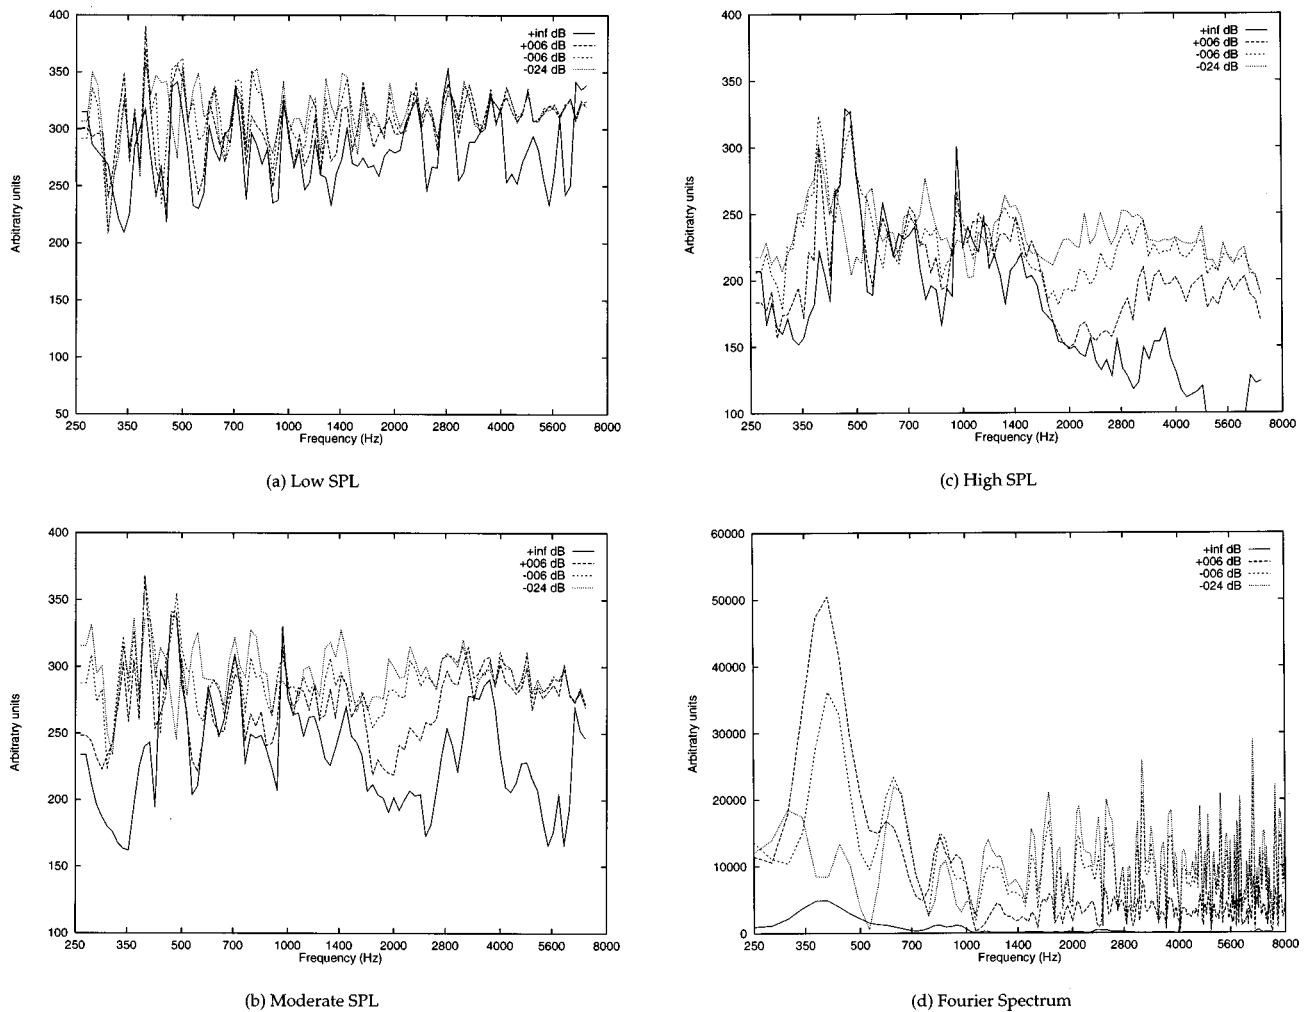 400
350
300
250
200
150
100
50
Arbitratry units
+inf dB
+006 dB
-006 dB
-024 dB
250 350 500 700 1000 1400 2000 2800 4000 5600 8000
Frequency (Hz)
(a) Low SPL
400
350
300
250
200
150
100
Arbitratry units
+inf dB
+006 dB
-006 dB
-024 dB
250 350 500 700 1000 1400 2000 2800 4000 5600 8000
Frequency (Hz)
(c) High SPL
400
350
300
250
200
150
100
Arbitratry units
+inf dB
+006 dB
-006 dB
-024 dB
250 350 500 700 1000 1400 2000 2800 4000 5600 8000
Frequency (Hz)
(b) Moderate SPL
60000
50000
40000
30000
20000
10000
0
Arbitratry units
+inf dB
+006 dB
-006 dB
-024 dB
250 350 500 700 1000 1400 2000 2800 4000 5600 8000
Frequency (Hz)
(d) Fourier Spectrum